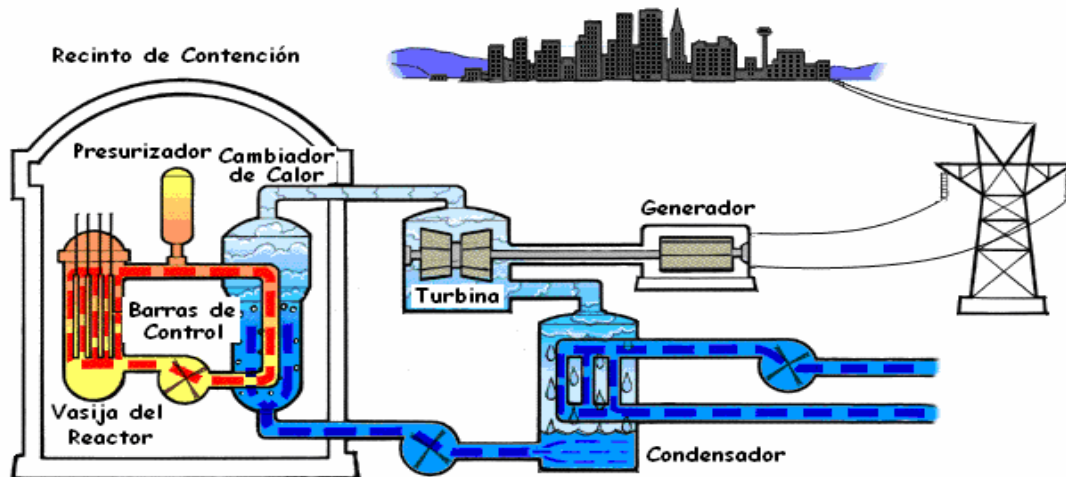 Recinto de Contención
Presurizador
Cambiador
de Calor
Generador
Turbina
Barras de
Control
Vasija del
Reactor
Condensador